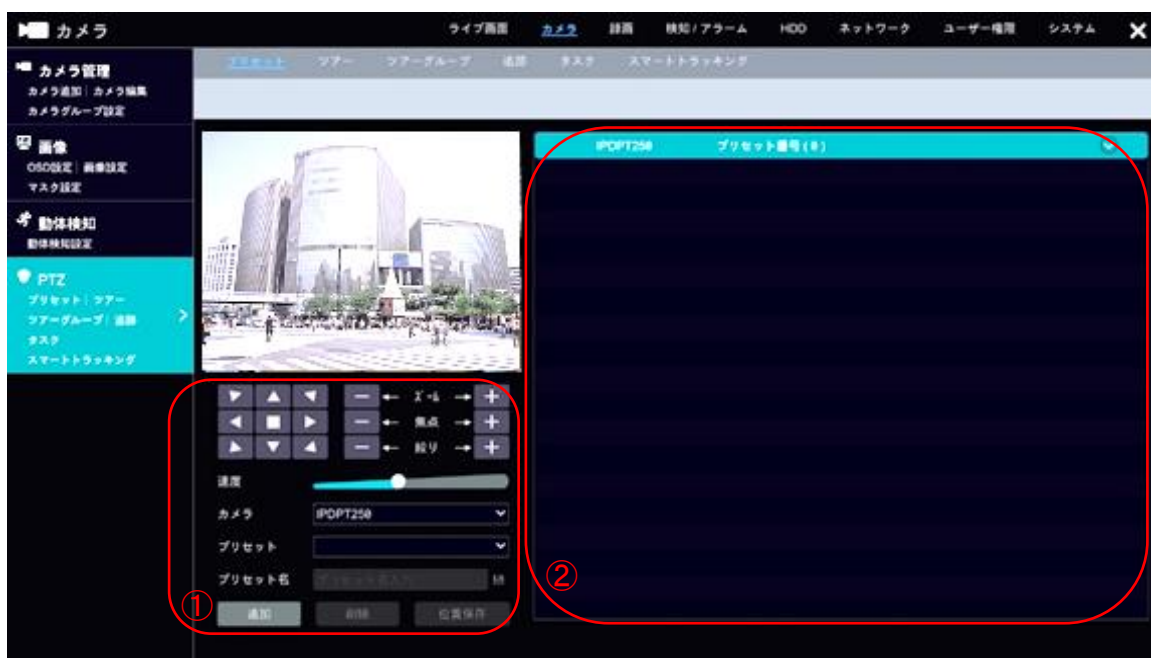 カメラ
ライブ画面 カメラ 録画 検知/アラーム HDD ネットワーク ユーザー権限 システム ×
カメラ管理
カメラ追加 | カメラ編集
カメラグループ設定
プリセット ツアー ツアーグループ 追跡 タスク スマートトラッキング
画像
OSD設定 | 画像設定
マスク設定
動体検知
動体検知設定
PTZ
プリセット | ツアー
ツアーグループ | 追跡
タスク
スマートトラッキング
IPDPT250 プリセット番号(0)
− ← ズーム → +
− ← 焦点 → +
− ← 絞り → +
速度
カメラ IPDPT250
プリセット
プリセット名 プリセット名入力
① 追加 削除 位置保存
②